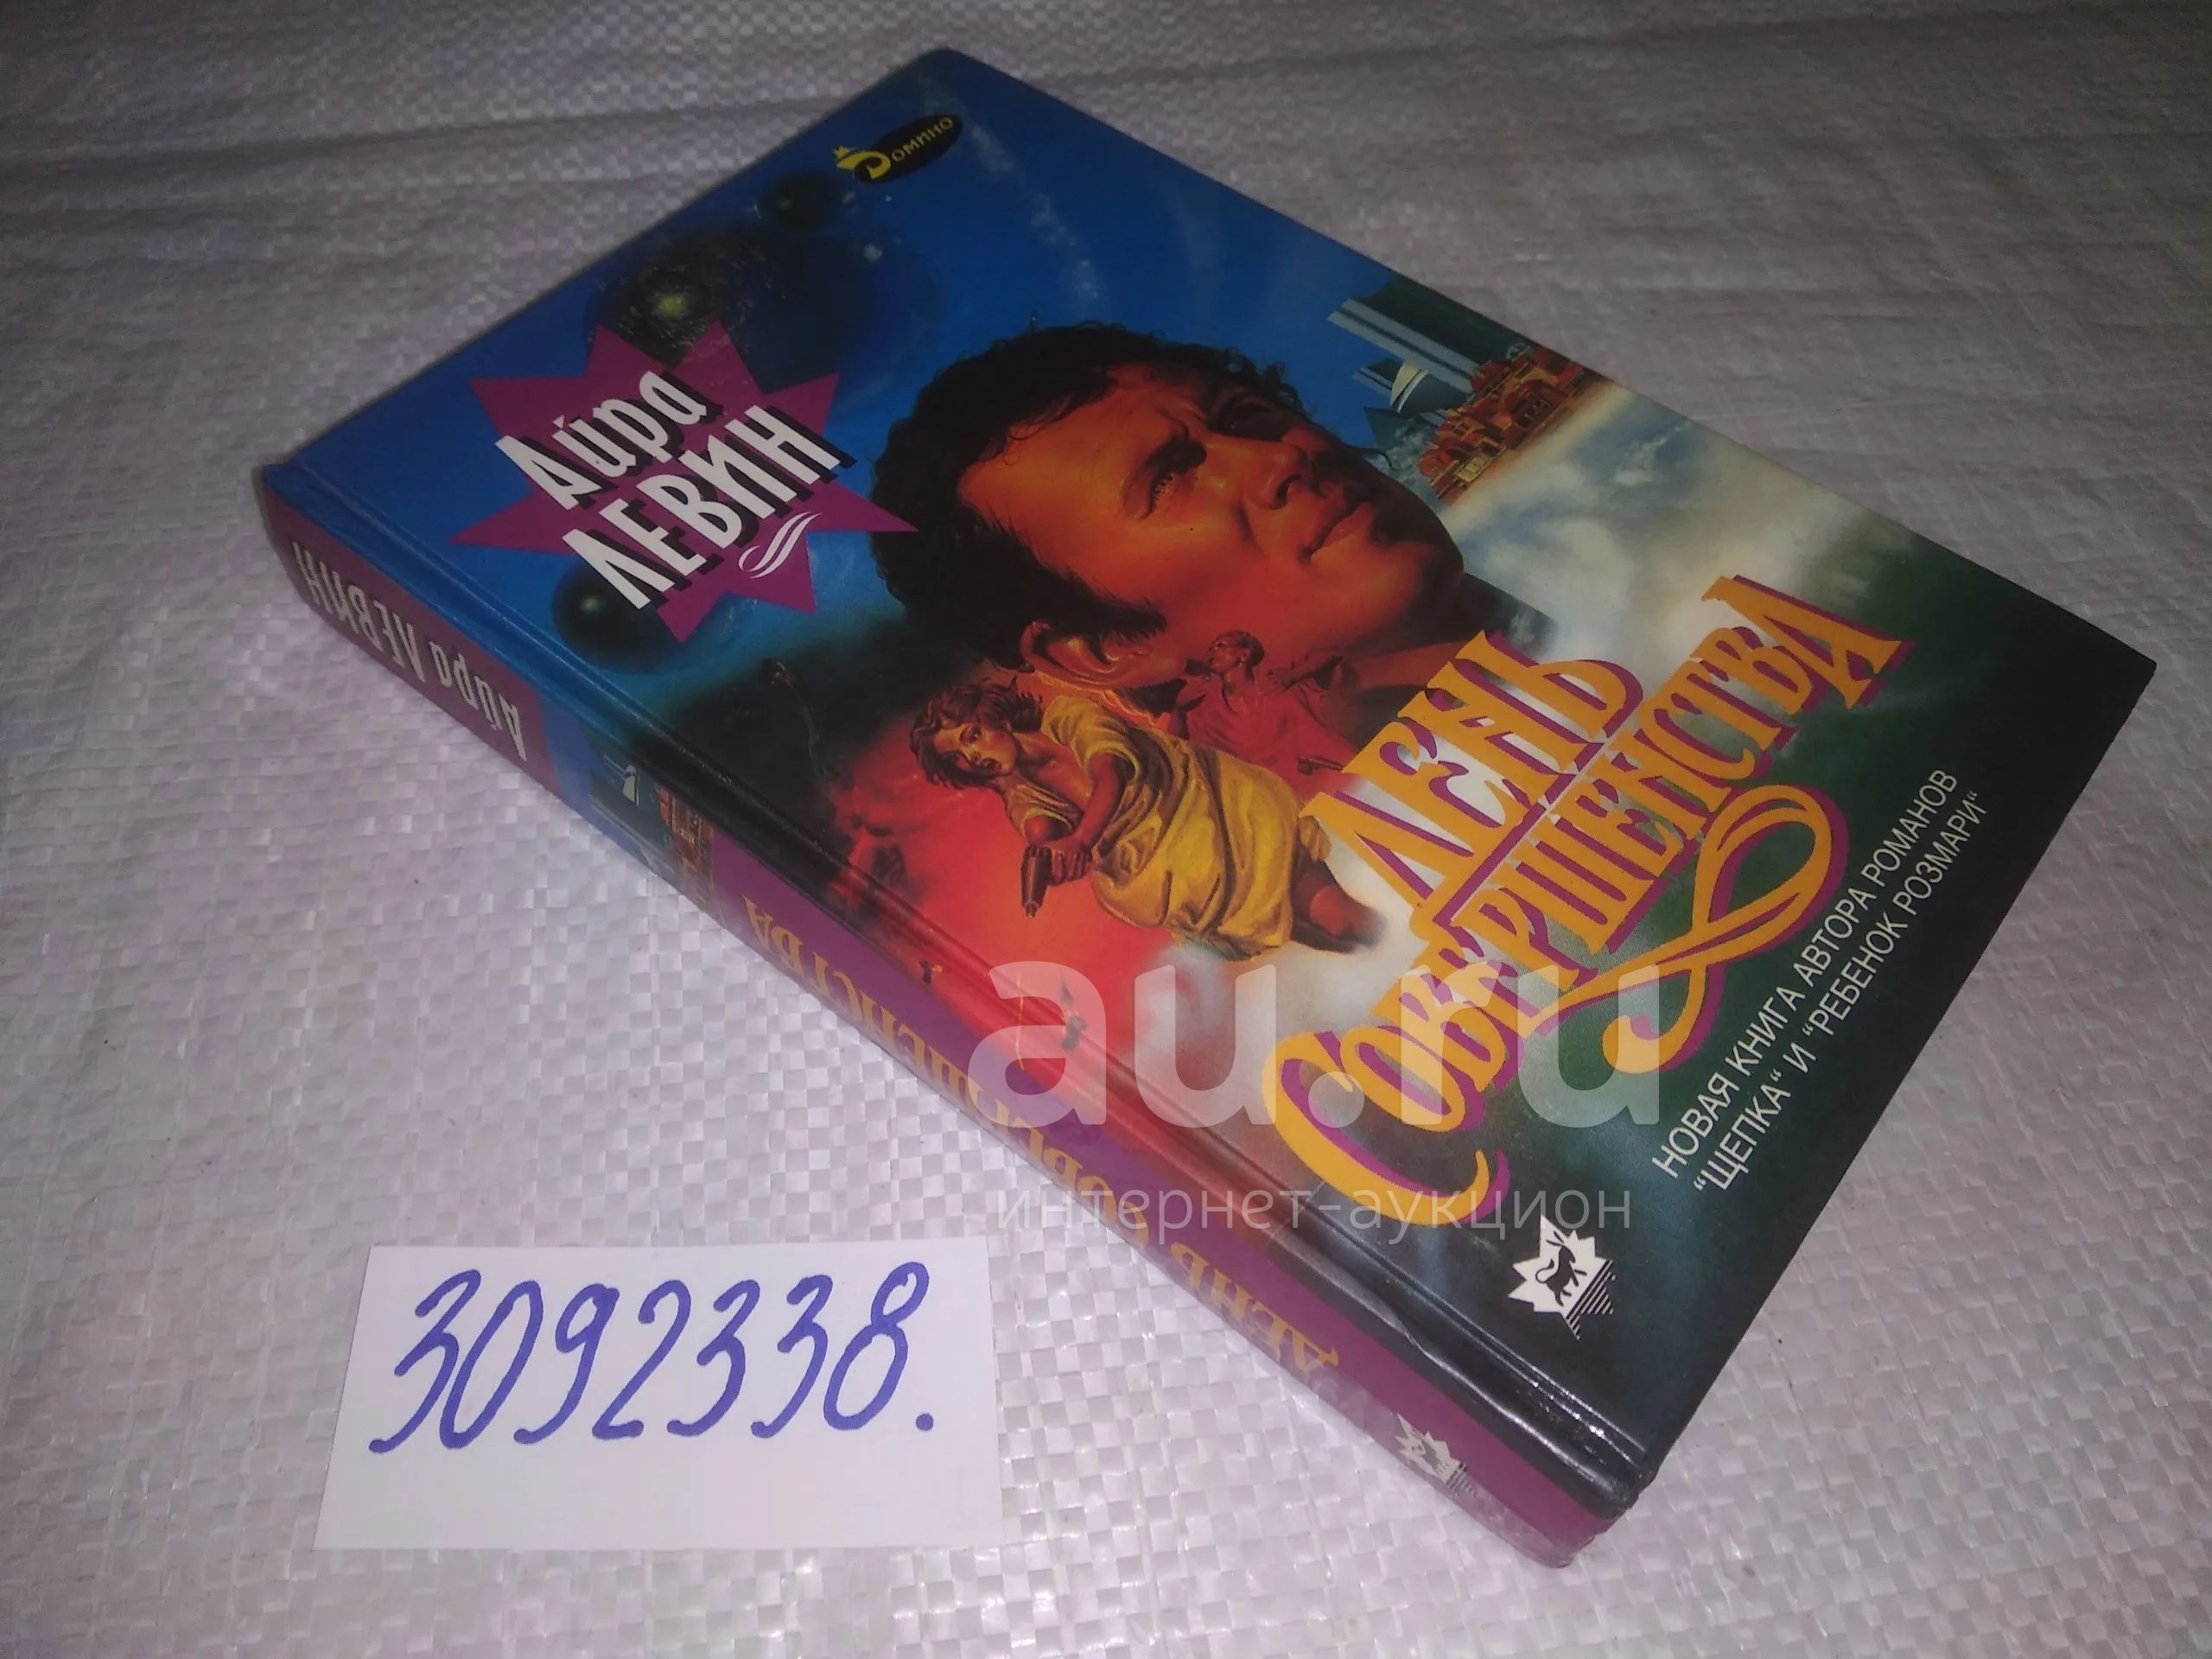 Домино
Айра
ЛЕВИН
ДЕНЬ
СОВЕРШЕНСТВА
НОВАЯ КНИГА АВТОРА РОМАНОВ
"ЩЕПКА" И "РЕБЕНОК РОЗМАРИ"
Айра ЛЕВИН
ДЕНЬ СОВЕРШЕНСТВА
au.ru
интернет-аукцион
3092338.